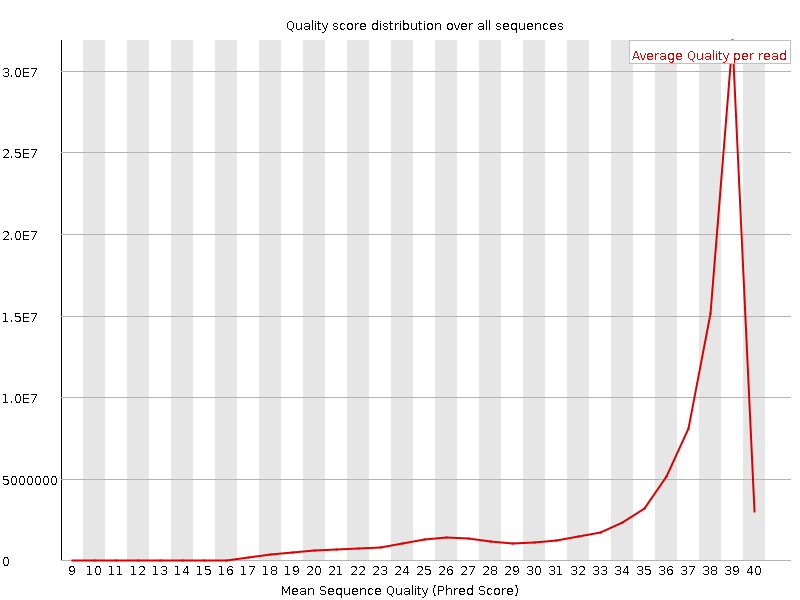 Quality score distribution over all sequences
Average Quality per read
3.0E7
2.5E7
2.0E7
1.5E7
1.0E7
5000000
0
9 10 11 12 13 14 15 16 17 18 19 20 21 22 23 24 25 26 27 28 29 30 31 32 33 34 35 36 37 38 39 40
Mean Sequence Quality (Phred Score)